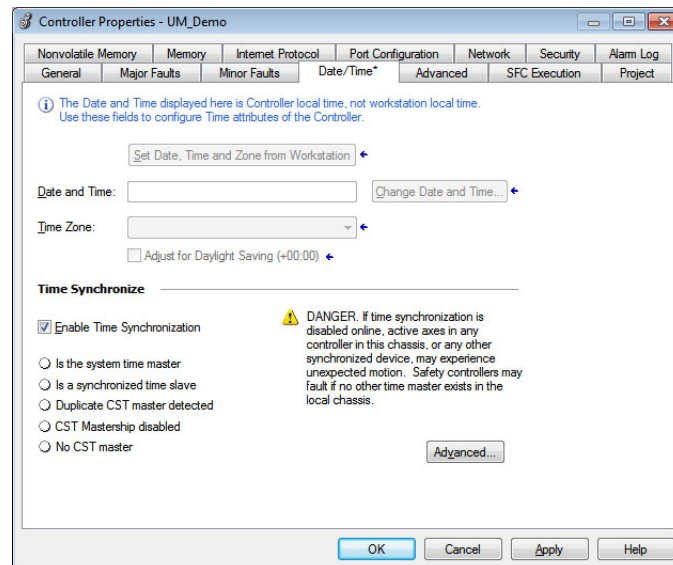 Controller Properties - UM_Demo
Nonvolatile Memory Memory Internet Protocol Port Configuration Network Security Alarm Log
General Major Faults Minor Faults Date/Time* Advanced SFC Execution Project
The Date and Time displayed here is Controller local time, not workstation local time.
Use these fields to configure Time attributes of the Controller.
Set Date, Time and Zone from Workstation
Date and Time: Change Date and Time...
Time Zone:
Adjust for Daylight Saving (+00:00)
Time Synchronize
Enable Time Synchronization
Is the system time master
Is a synchronized time slave
Duplicate CST master detected
CST Mastership disabled
No CST master
DANGER. If time synchronization is
disabled online, active axes in any
controller in this chassis, or any other
synchronized device, may experience
unexpected motion. Safety controllers may
fault if no other time master exists in the
local chassis.
Advanced...
OK Cancel Apply Help